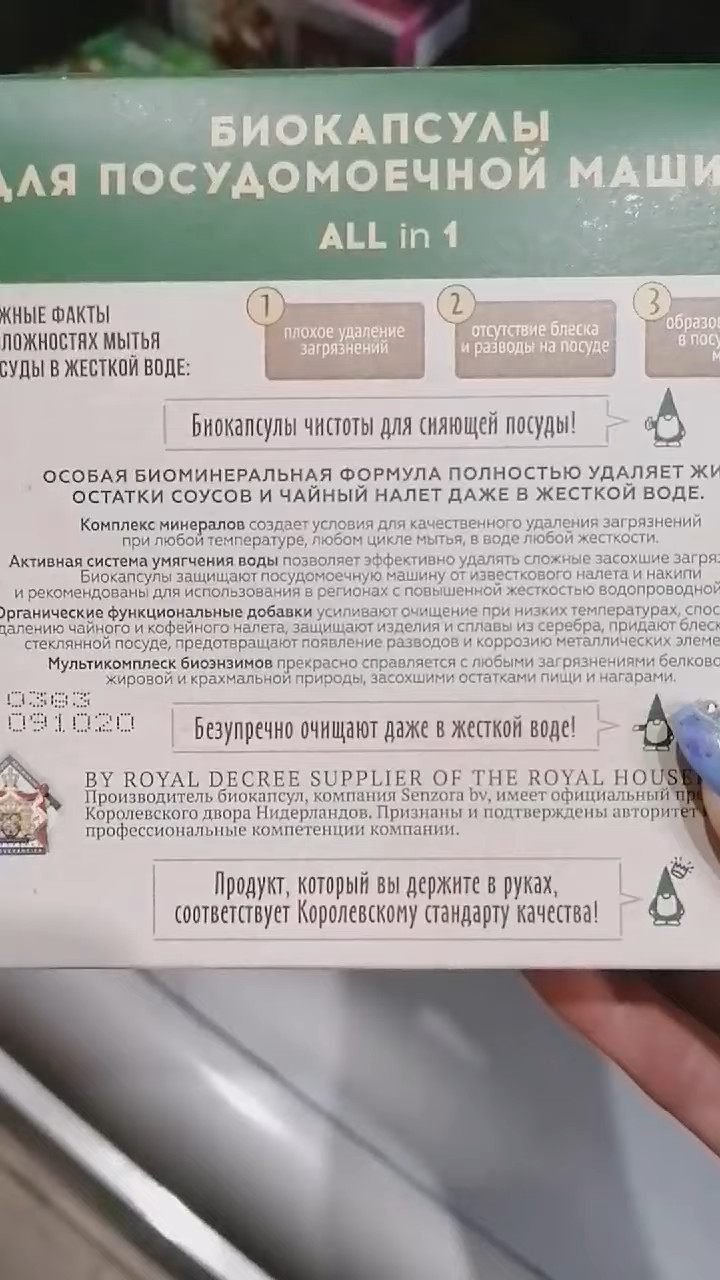 БИОКАПСУЛЫ
ДЛЯ ПОСУДОМОЕЧНОЙ МАШИ
ALL in 1
ЖНЫЕ ФАКТЫ
ЛОЖНОСТЯХ МЫТЬЯ
СУДЫ В ЖЕСТКОЙ ВОДЕ:
1
плохое удаление
загрязнений
2
отсутствие блеска
и разводы на посуде
3
образов
в посу
м
Биокапсулы чистоты для сияющей посуды!
ОСОБАЯ БИОМИНЕРАЛЬНАЯ ФОРМУЛА ПОЛНОСТЬЮ УДАЛЯЕТ ЖИ
ОСТАТКИ СОУСОВ И ЧАЙНЫЙ НАЛЕТ ДАЖЕ В ЖЕСТКОЙ ВОДЕ.
Комплекс минералов создает условия для качественного удаления загрязнений
при любой температуре, любом цикле мытья, в воде любой жесткости.
Активная система умягчения воды позволяет эффективно удалять сложные засохшие загря
Биокапсулы защищают посудомоечную машину от известкового налета и накипи
и рекомендованы для использования в регионах с повышенной жесткостью водопроводной
Органические функциональные добавки усиливают очищение при низких температурах, спос
далению чайного и кофейного налета, защищают изделия и сплавы из серебра, придают блеск
стеклянной посуде, предотвращают появление разводов и коррозию металлических элеме
Мультикомплеск биоэнзимов прекрасно справляется с любыми загрязнениями белково
жировой и крахмальной природы, засохшими остатками пищи и нагарами.
0363
091020
Безупречно очищают даже в жесткой воде!
BY ROYAL DECREE SUPPLIER OF THE ROYAL HOUSE
Производитель биокапсул, компания Senzora bv, имеет официальный пр
Королевского двора Нидерландов. Признаны и подтверждены авторитет
профессиональные компетенции компании.
Продукт, который вы держите в руках,
соответствует Королевскому стандарту качества!